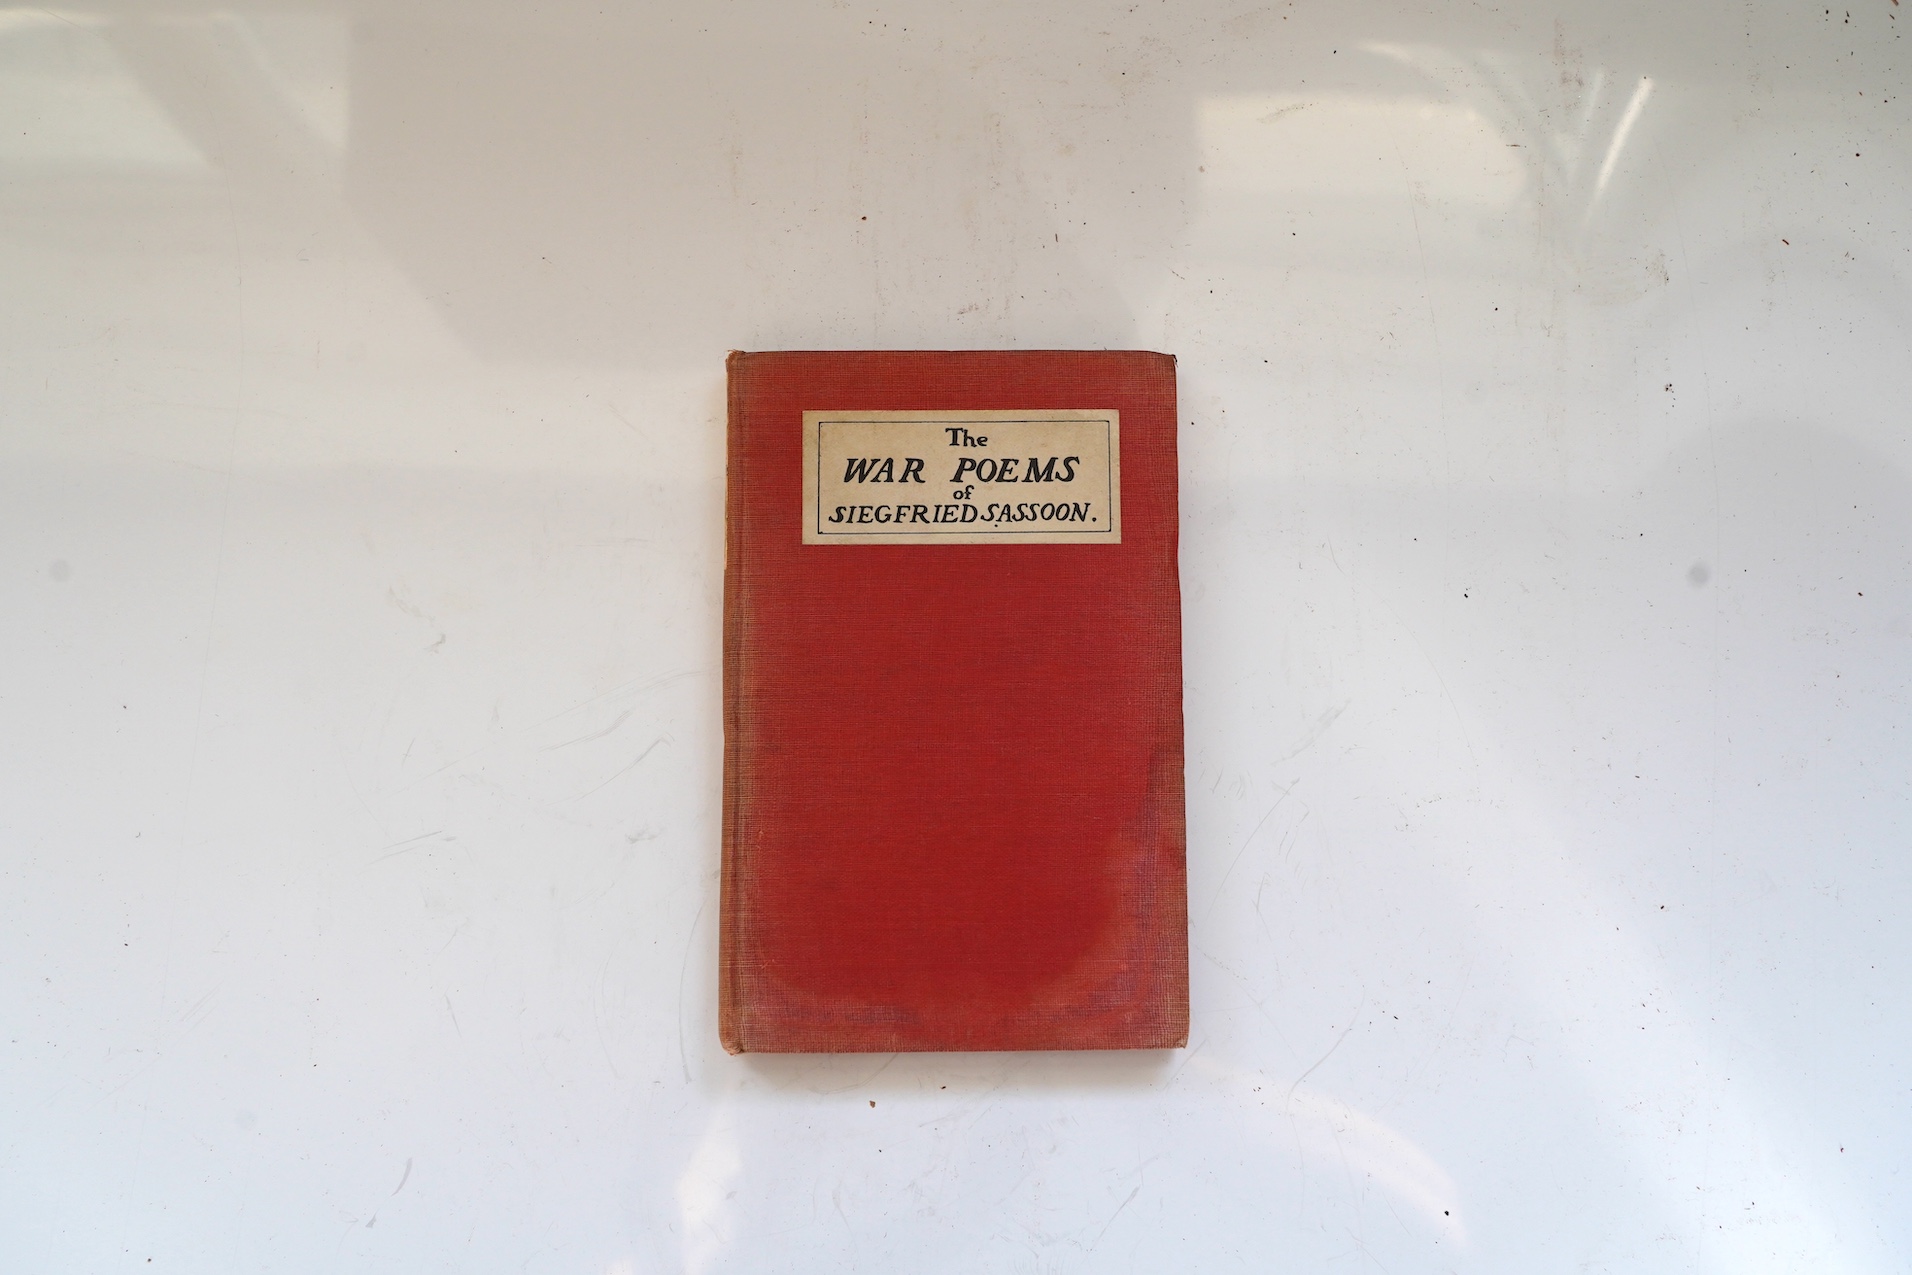 The
WAR POEMS
of
SIEGFRIED SASSOON.